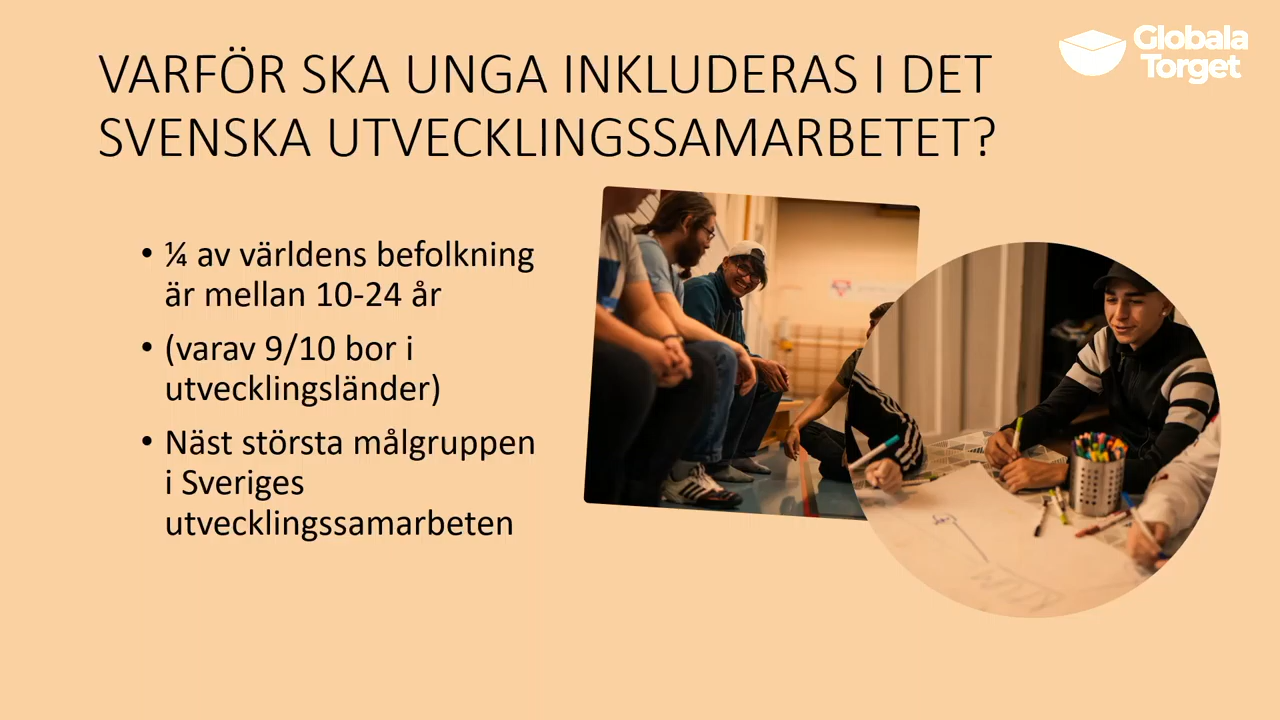 VARFÖR SKA UNGA INKLUDERAS I DET
SVENSKA UTVECKLINGSSAMARBETET?
Globala
Torget
• ¼ av världens befolkning
är mellan 10-24 år
• (varav 9/10 bor i
utvecklingsländer)
• Näst största målgruppen
i Sveriges
utvecklingssamarbeten